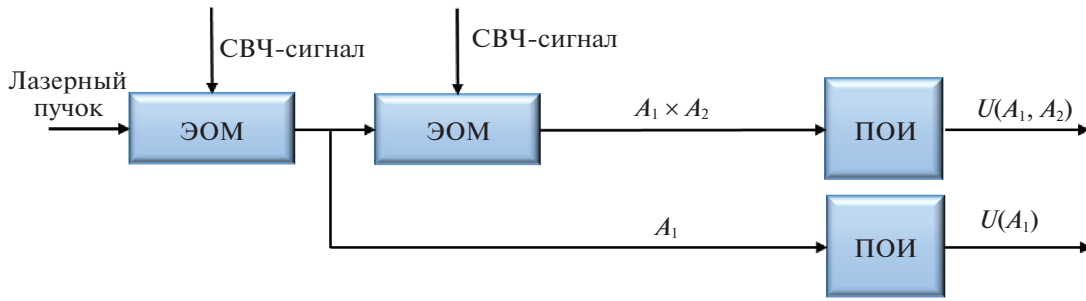 СВЧ-сигнал
СВЧ-сигнал
Лазерный
пучок
ЭОМ
ЭОМ
A₁ × A₂
ПОИ
U(A₁, A₂)
A₁
ПОИ
U(A₁)